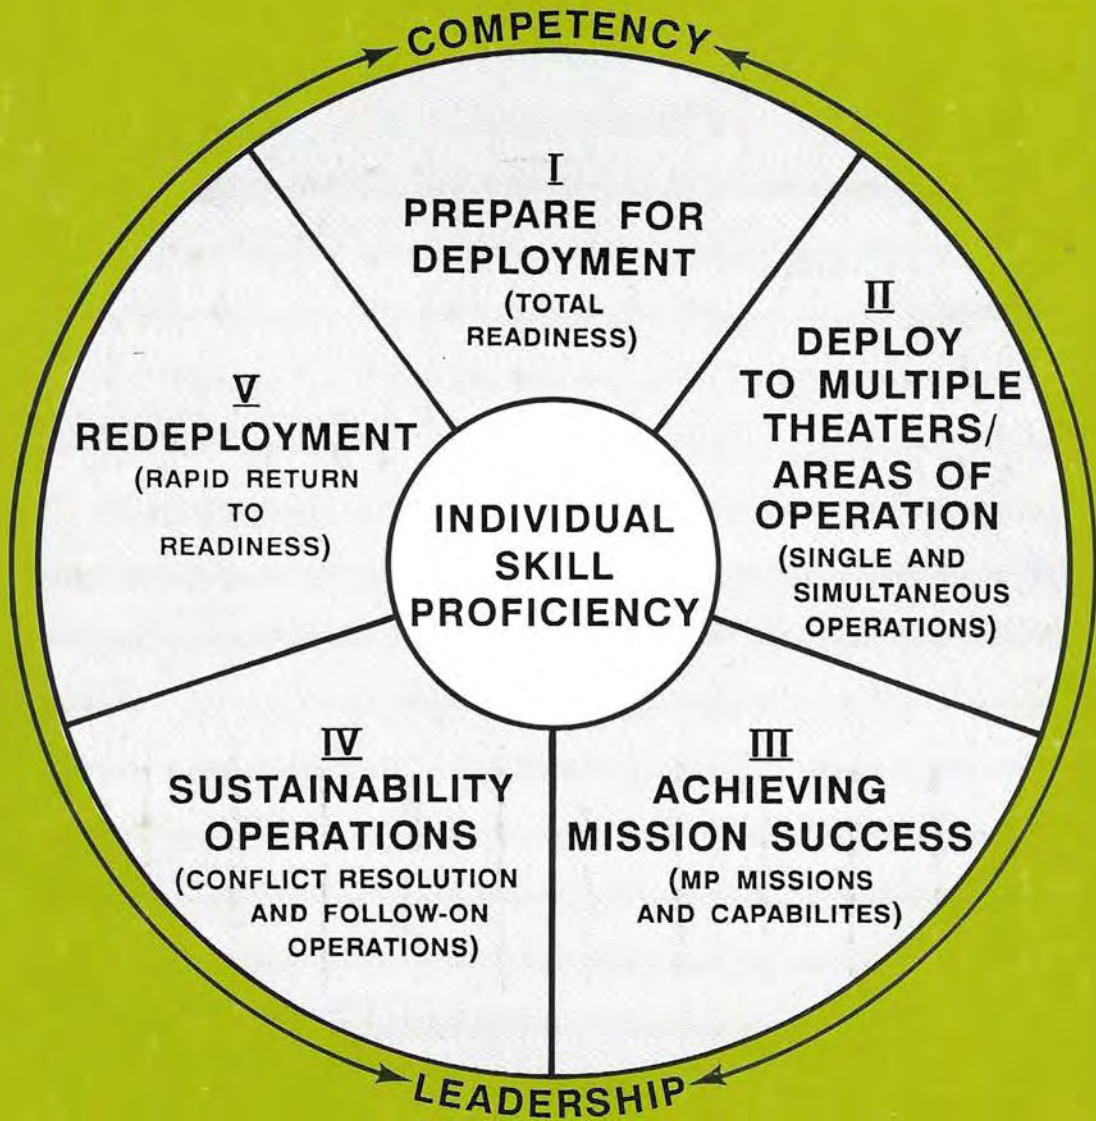 COMPETENCY
I
PREPARE FOR
DEPLOYMENT
(TOTAL
READINESS)
II
DEPLOY
TO MULTIPLE
THEATERS/
AREAS OF
OPERATION
(SINGLE AND
SIMULTANEOUS
OPERATIONS)
III
ACHIEVING
MISSION SUCCESS
(MP MISSIONS
AND CAPABILITES)
IV
SUSTAINABILITY
OPERATIONS
(CONFLICT RESOLUTION
AND FOLLOW-ON
OPERATIONS)
V
REDEPLOYMENT
(RAPID RETURN
TO
READINESS)
INDIVIDUAL
SKILL
PROFICIENCY
LEADERSHIP